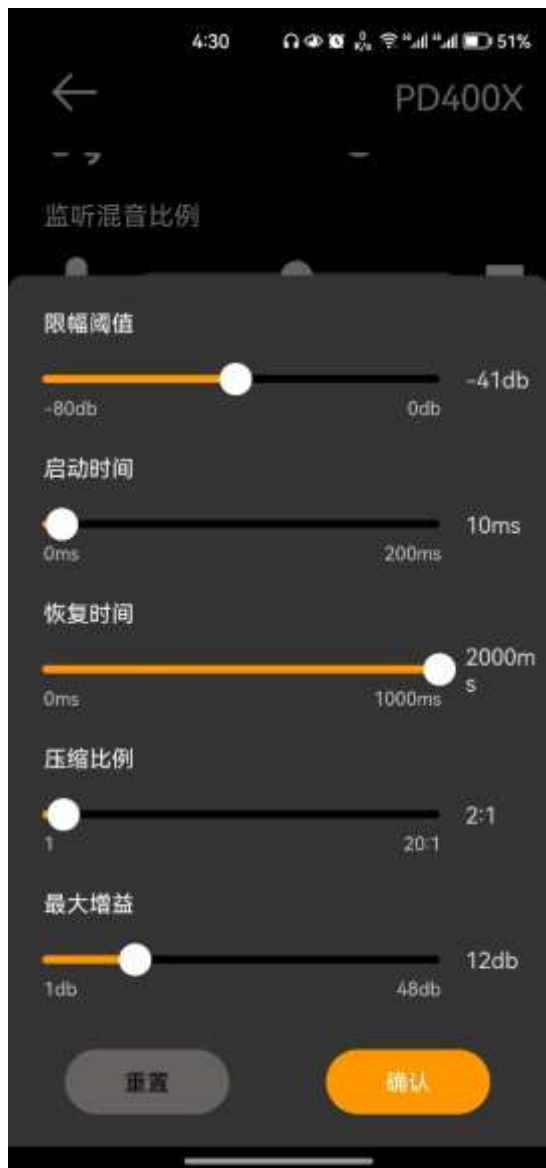 4:30 51%
PD400X
监听混音比例
限幅阈值
-41db
-80db 0db
启动时间
10ms
0ms 200ms
恢复时间
2000m
s
0ms 1000ms
压缩比例
2:1
1 20:1
最大增益
12db
1db 48db
重置 确认